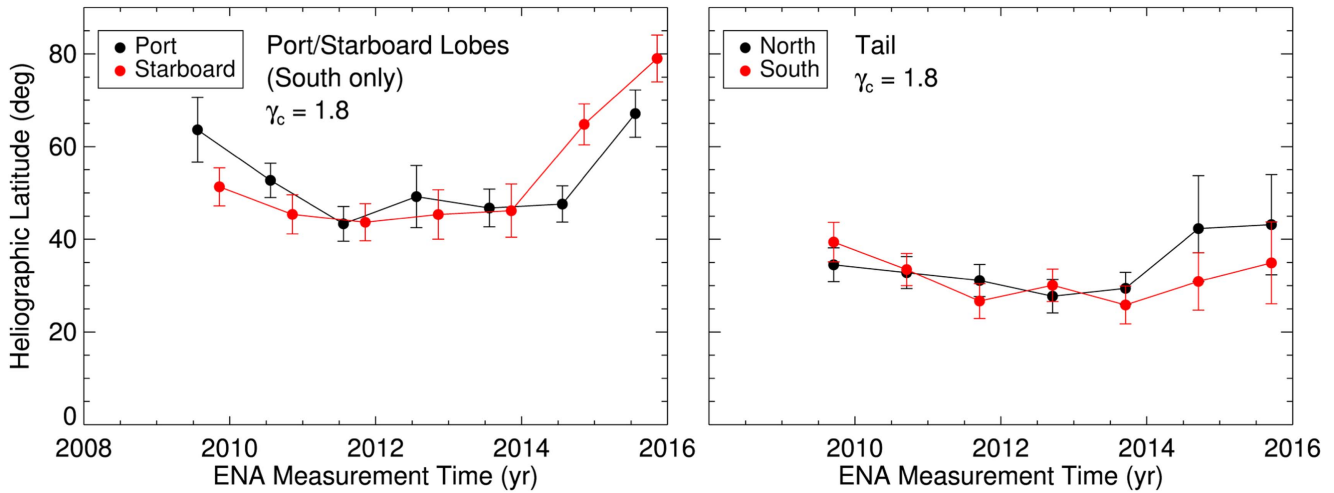 Port
Starboard
Port/Starboard Lobes
(South only)
γc = 1.8
80
60
40
20
0
Heliographic Latitude (deg)
2008
2010
2012
2014
2016
ENA Measurement Time (yr)
North
South
Tail
γc = 1.8
2010
2012
2014
2016
ENA Measurement Time (yr)